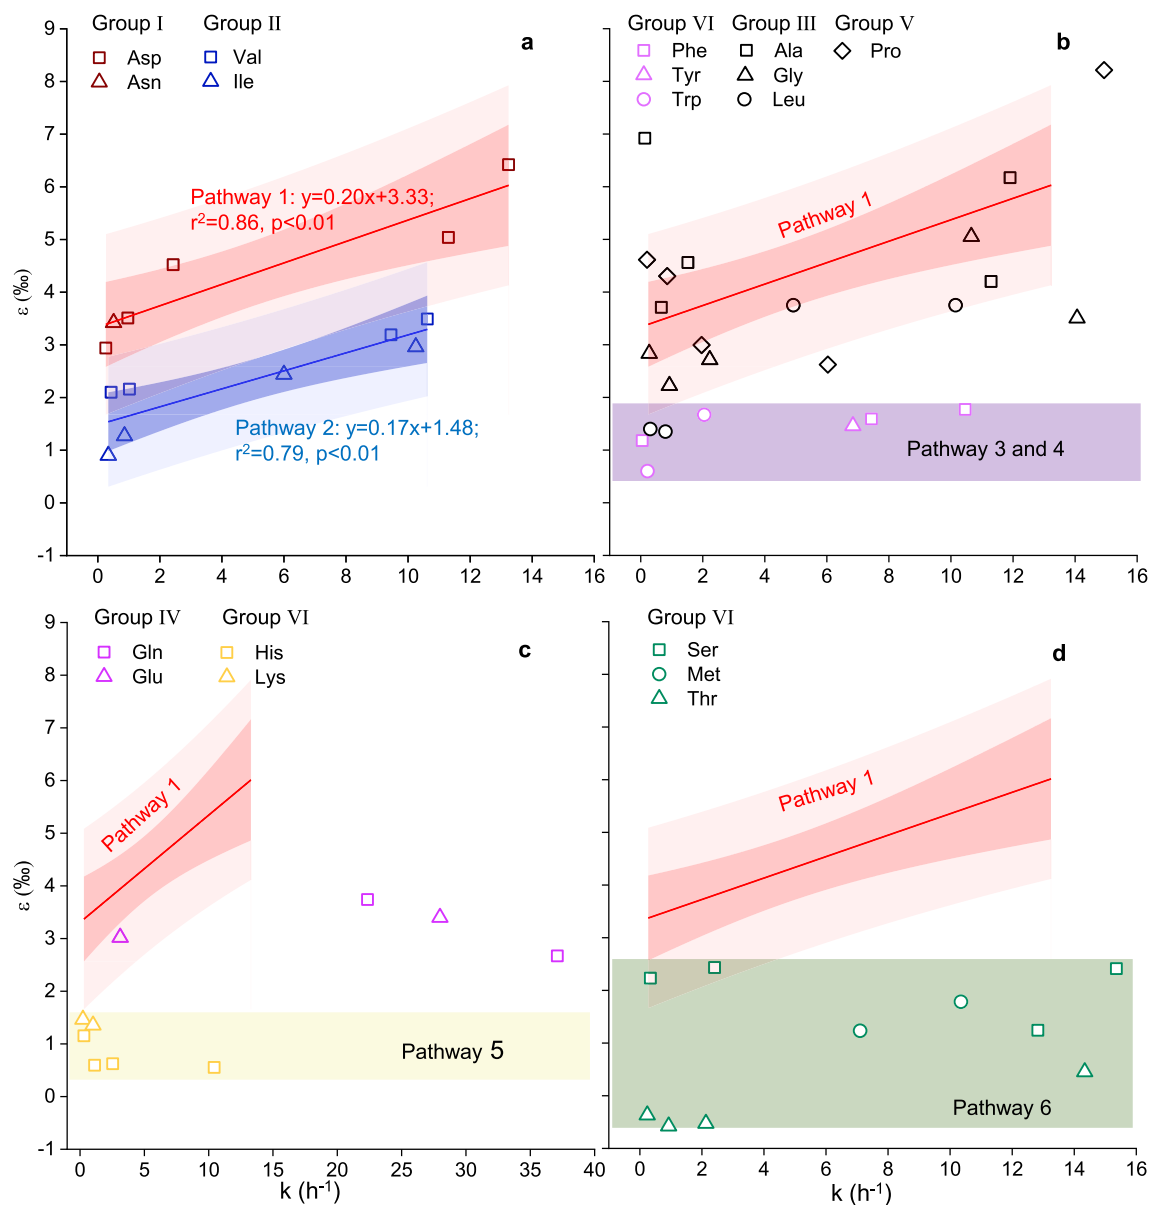 Group I Group II
a
Asp Val
Asn Ile
Pathway 1: y=0.20x+3.33;
r²=0.86, p<0.01
Pathway 2: y=0.17x+1.48;
r²=0.79, p<0.01
ε (‰)
9
8
7
6
5
4
3
2
1
0
-1
0 2 4 6 8 10 12 14 16
Group VI Group III Group V
b
Phe Ala Pro
Tyr Gly
Trp Leu
Pathway 1
Pathway 3 and 4
0 2 4 6 8 10 12 14 16
Group IV Group VI
c
Gln His
Glu Lys
Pathway 1
Pathway 5
ε (‰)
9
8
7
6
5
4
3
2
1
0
-1
0 5 10 15 20 25 30 35 40
k (h⁻¹)
Group VI
d
Ser
Met
Thr
Pathway 1
Pathway 6
0 2 4 6 8 10 12 14 16
k (h⁻¹)